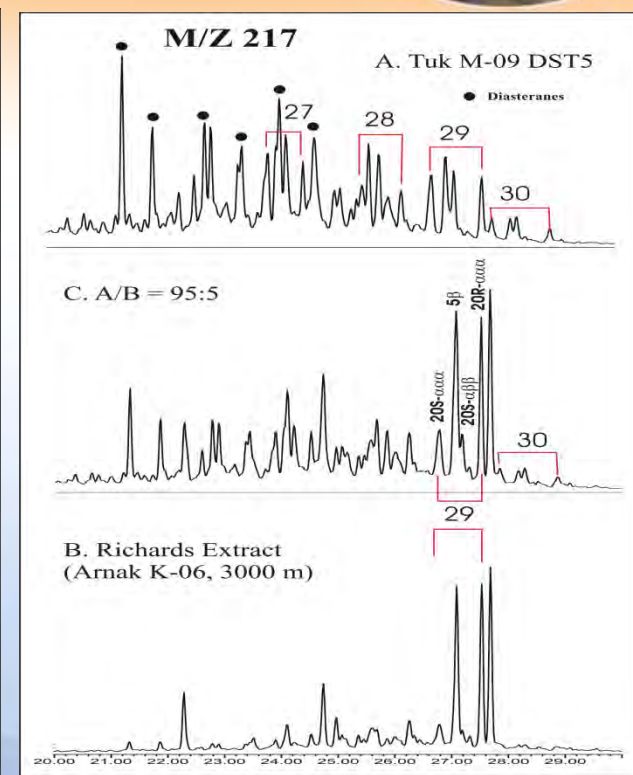 M/Z 217
A. Tuk M-09 DST5
● Diasteranes
27
28
29
30
C. A/B = 95:5
20S-ααα
5β
20S-αββ
20R-ααα
30
29
B. Richards Extract
(Arnak K-06, 3000 m)
20.00 21.00 22.00 23.00 24.00 25.00 26.00 27.00 28.00 29.00